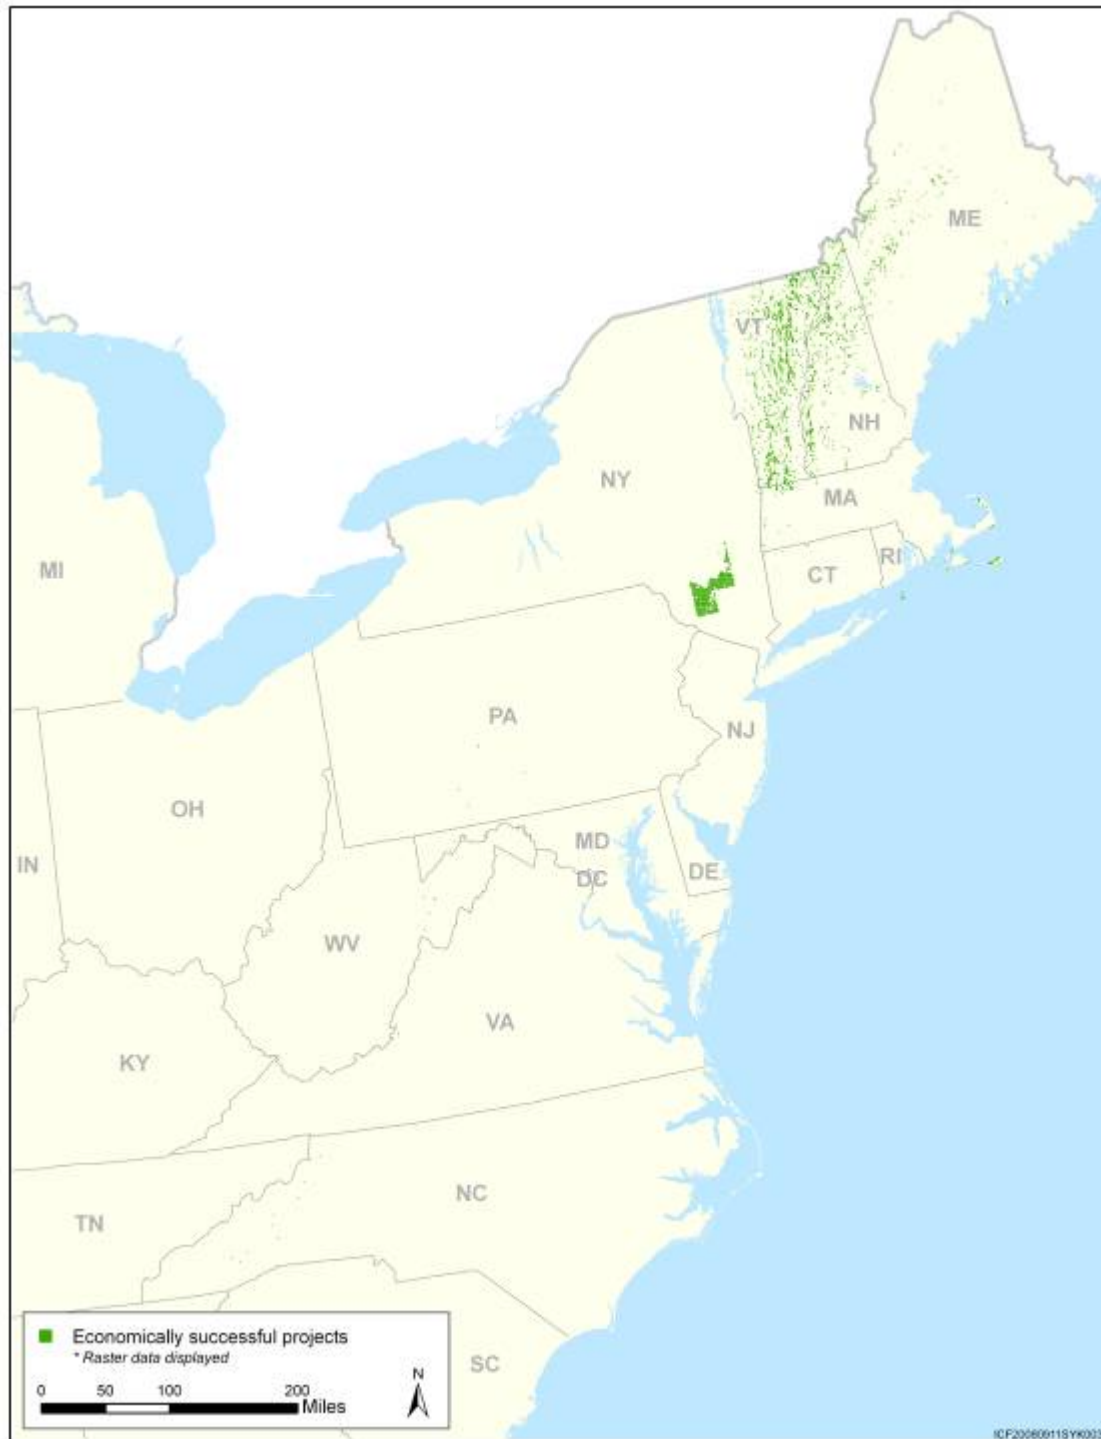 ME
VT
NH
NY
MA
MI
CT
RI
PA
NJ
OH
MD
IN
DC
DE
WV
VA
KY
NC
TN
Economically successful projects
* Raster data displayed
N
0 50 100 200
Miles
SC
ICF20080911SYK003